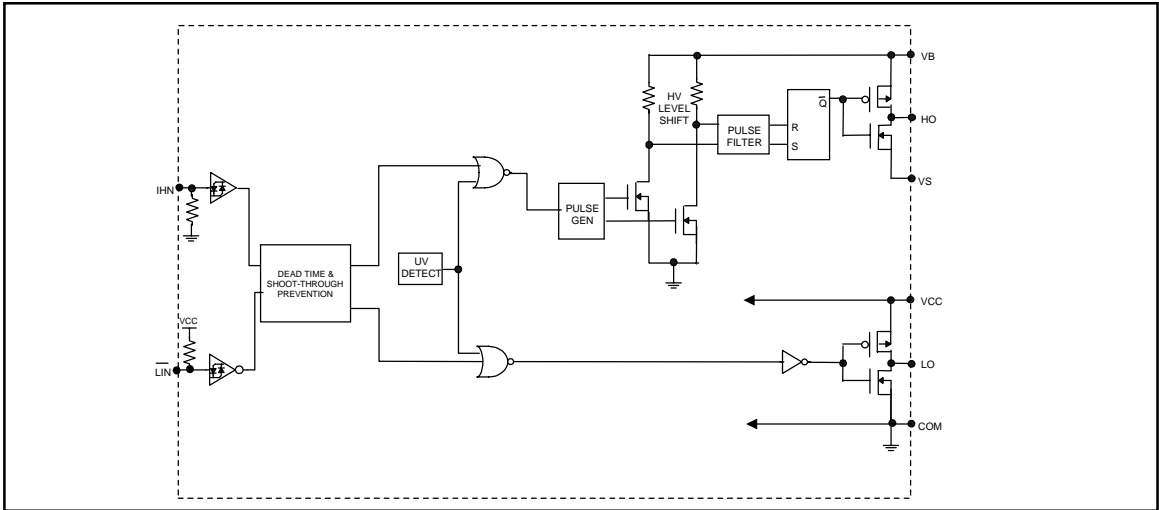 VB
HV
LEVEL
SHIFT
Q̅
R
S
PULSE
FILTER
HO
VS
IHN
PULSE
GEN
UV
DETECT
DEAD TIME &
SHOOT-THROUGH
PREVENTION
VCC
VCC
L̅I̅N̅
LO
COM